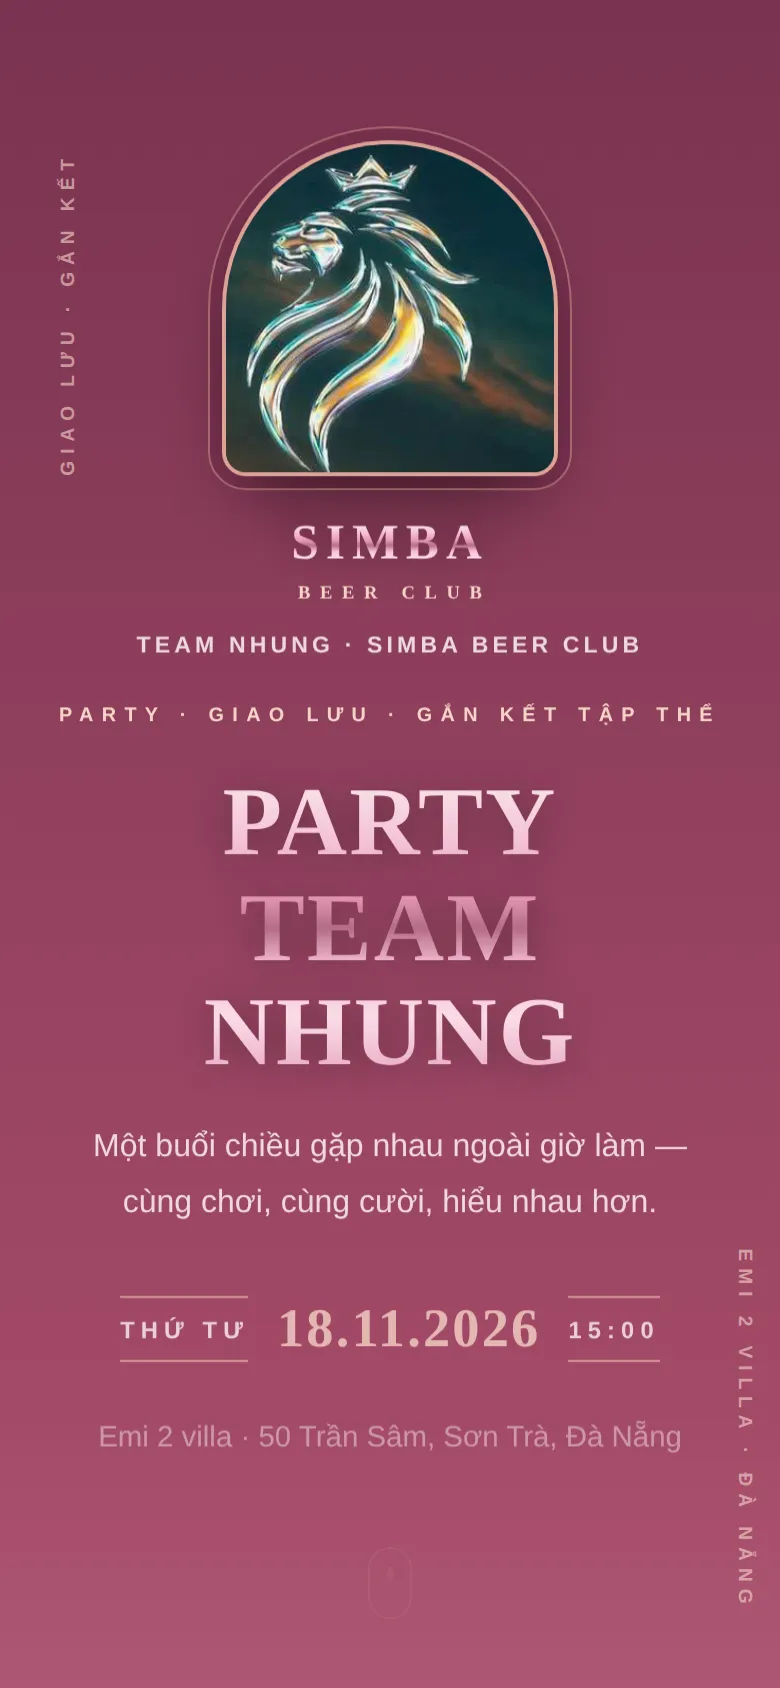 GIAO LƯU · GẮN KẾT
SIMBA
BEER CLUB
TEAM NHUNG · SIMBA BEER CLUB
PARTY · GIAO LƯU · GẮN KẾT TẬP THỂ
PARTY
TEAM
NHUNG
Một buổi chiều gặp nhau ngoài giờ làm —
cùng chơi, cùng cười, hiểu nhau hơn.
THỨ TƯ 18.11.2026 15:00
Emi 2 villa · 50 Trần Sâm, Sơn Trà, Đà Nẵng
EMI 2 VILLA · ĐÀ NẴNG